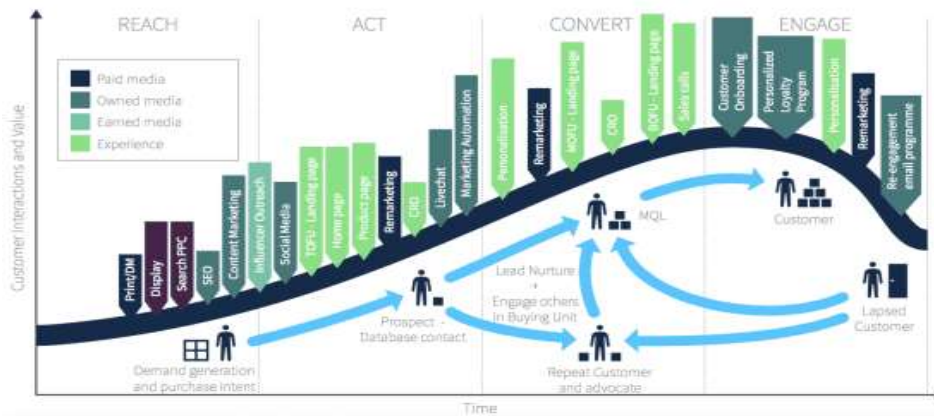 REACH
ACT
CONVERT
ENGAGE
Paid media
Owned media
Earned media
Experience
Customer Interactions and Value
Print/DM
Display
Search PPC
SEO
Content Marketing
Influencer Outreach
Social Media
TOFU - Landing page
Home page
Product page
Remarketing
CRO
Livechat
Marketing Automation
Personalisation
Remarketing
MOFU - Landing page
CRO
BOFU - Landing page
Sales calls
Customer
Onboarding
Personalized
Loyalty
Program
Personalisation
Remarketing
Re-engagement
email programme
MQL
Customer
Lead Nurture
+
Engage others
in Buying Unit
Prospect -
Database contact
Lapsed
Customer
Demand generation
and purchase intent
Repeat Customer
and advocate
Time